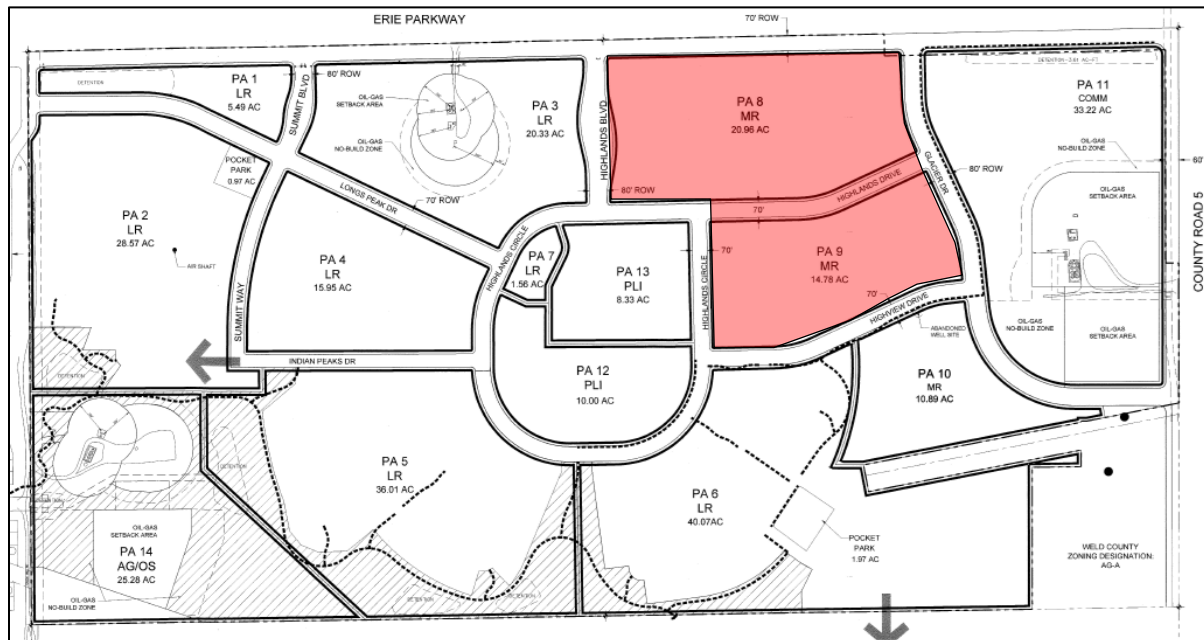 ERIE PARKWAY
70' ROW
DETENTION
PA 1
LR
5.49 AC
SUMMIT BLVD
80' ROW
OIL-GAS
SETBACK AREA
PA 3
LR
20.33 AC
OIL-GAS
NO-BUILD ZONE
HIGHLANDS BLVD
80' ROW
PA 8
MR
20.96 AC
PA 11
COMM
33.22 AC
OIL-GAS
NO-BUILD ZONE
60'
COUNTY ROAD 5
GLACIER DR
80' ROW
OIL-GAS
SETBACK AREA
POCKET
PARK
0.97 AC
LONGS PEAK DR
70' ROW
HIGHLANDS DRIVE
70'
PA 2
LR
28.57 AC
AIR SHAFT
SUMMIT WAY
PA 4
LR
15.95 AC
HIGHLANDS CIRCLE
PA 7
LR
1.56 AC
PA 13
PLI
8.33 AC
HIGHLANDS CIRCLE
70'
PA 9
MR
14.78 AC
70'
HIGHVIEW DRIVE
ABANDONED
WELL SITE
OIL-GAS
NO-BUILD ZONE
OIL-GAS
SETBACK AREA
INDIAN PEAKS DR
DETENTION
PA 12
PLI
10.00 AC
PA 10
MR
10.89 AC
PA 5
LR
36.01 AC
DETENTION
PA 6
LR
40.07AC
POCKET
PARK
1.97 AC
OIL-GAS
SETBACK AREA
PA 14
AG/OS
25.28 AC
OIL-GAS
NO-BUILD ZONE
DETENTION
DETENTION
WELD COUNTY
ZONING DESIGNATION:
AG-A